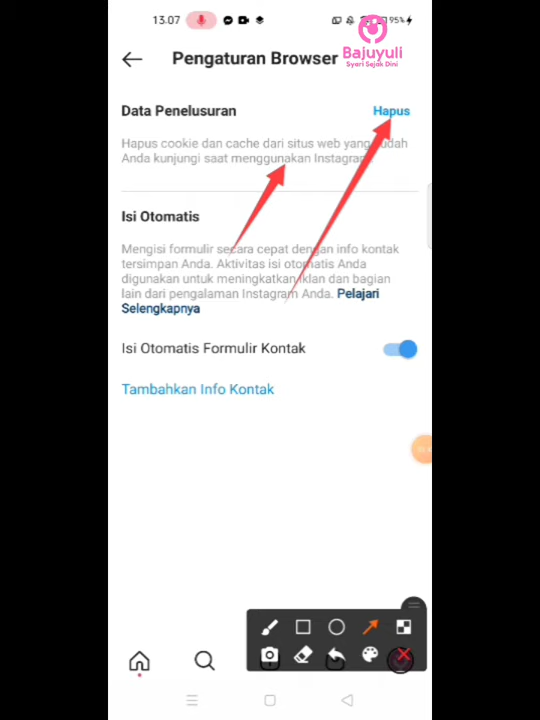 13.07
95%
Bajuyuli
Syari Sejak Dini
Pengaturan Browser
Data Penelusuran
Hapus
Hapus cookie dan cache dari situs web yang sudah
Anda kunjungi saat menggunakan Instagram
Isi Otomatis
Mengisi formulir secara cepat dengan info kontak
tersimpan Anda. Aktivitas isi otomatis Anda
digunakan untuk meningkatkan iklan dan bagian
lain dari pengalaman Instagram Anda. Pelajari
Selengkapnya
Isi Otomatis Formulir Kontak
Tambahkan Info Kontak